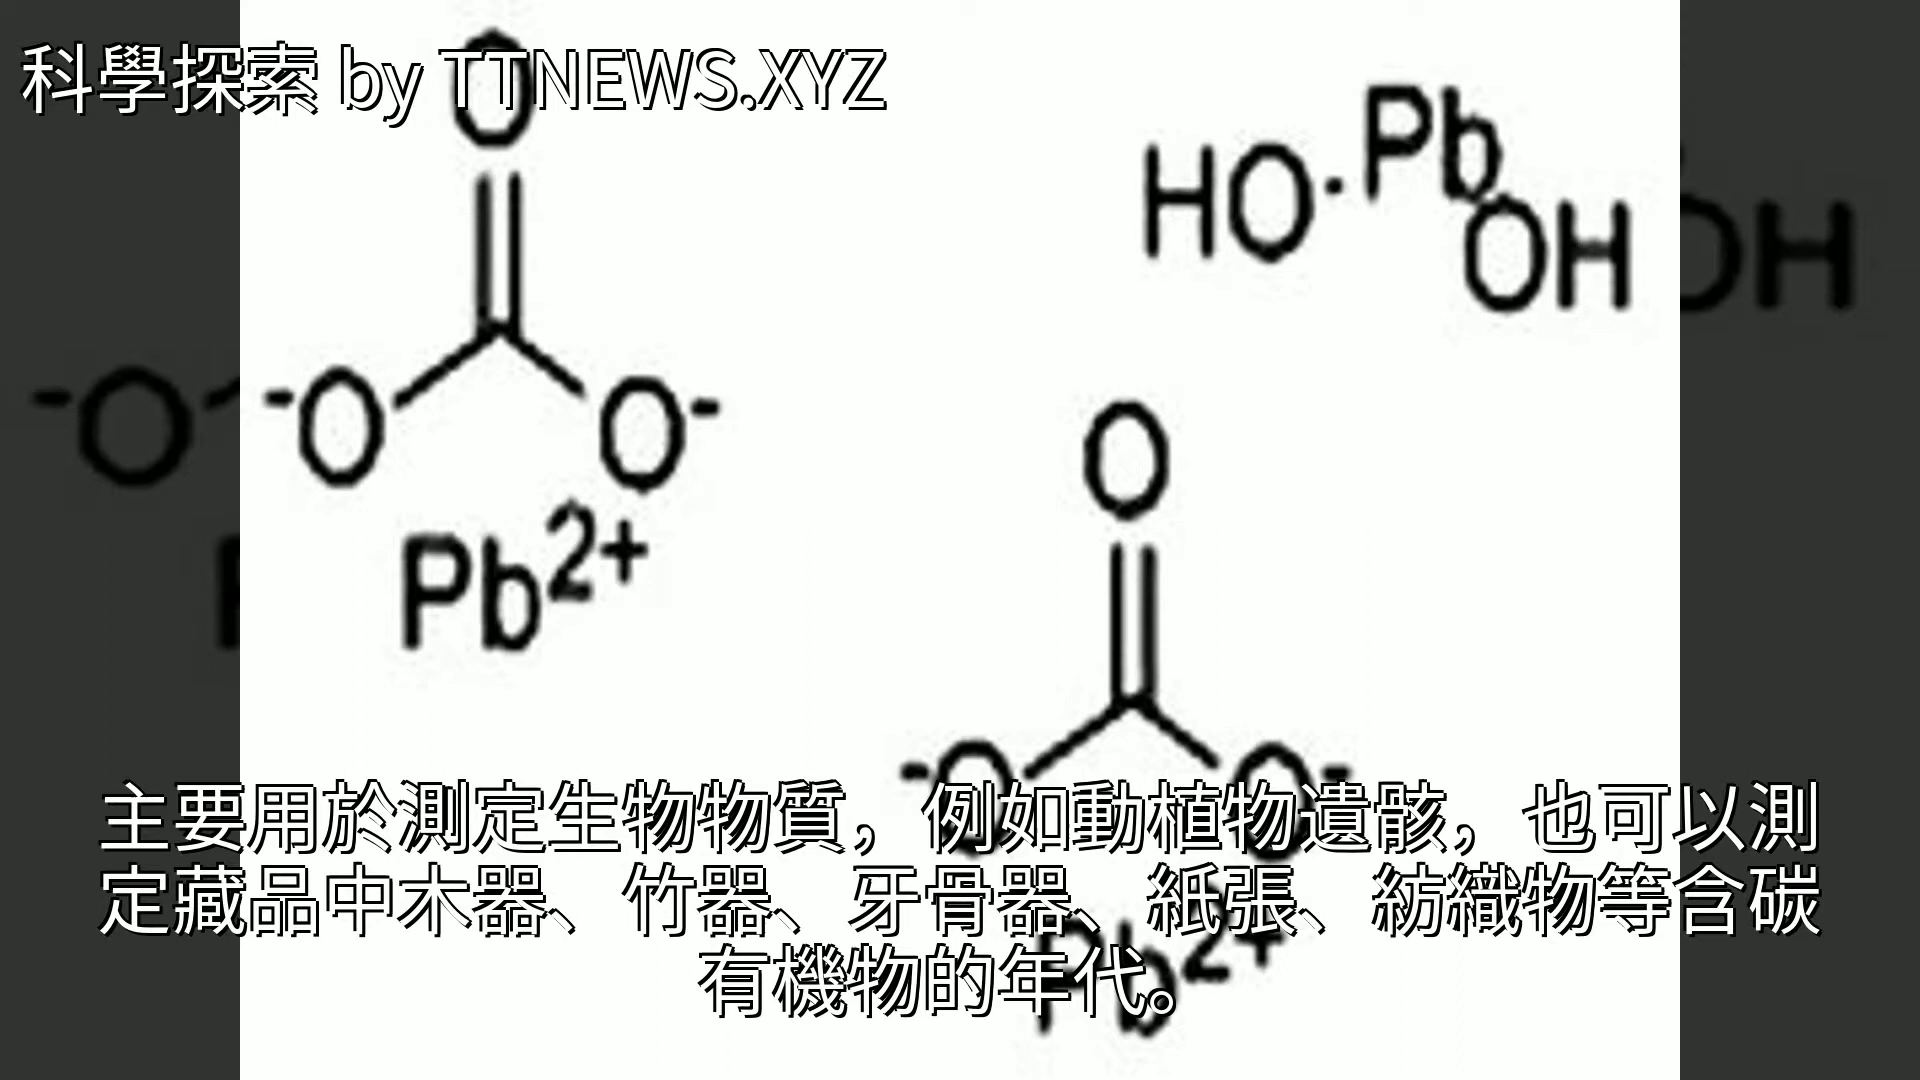 科學探索 by TTNEWS.XYZ
O
HO·Pb
OH
-O O-
Pb2+
O
-O O-
主要用於測定生物物質，例如動植物遺骸，也可以測
定藏品中木器、竹器、牙骨器、紙張、紡織物等含碳
有機物的年代。
Pb2+